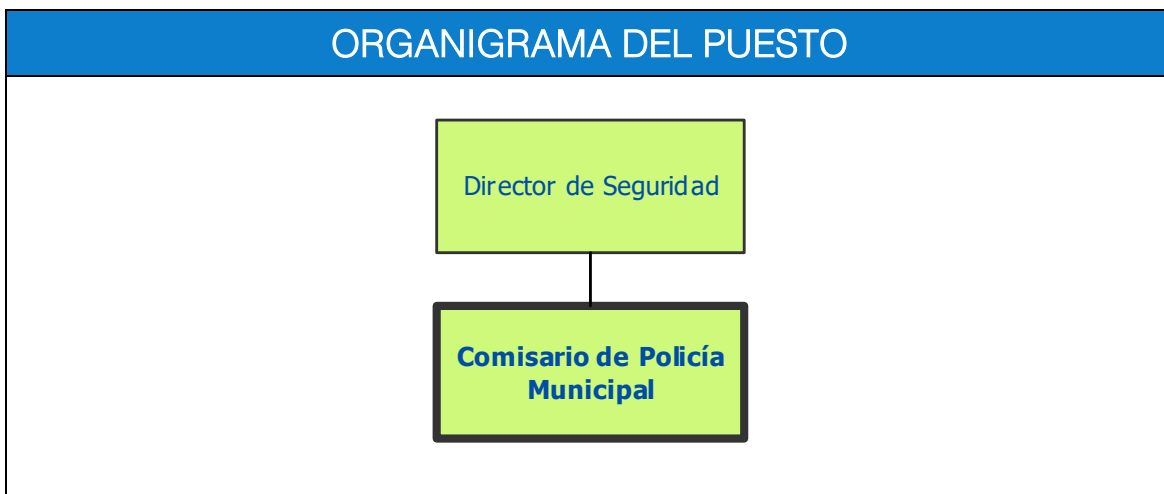 ORGANIGRAMA DEL PUESTO
Director de Seguridad
Comisario de Policía
Municipal